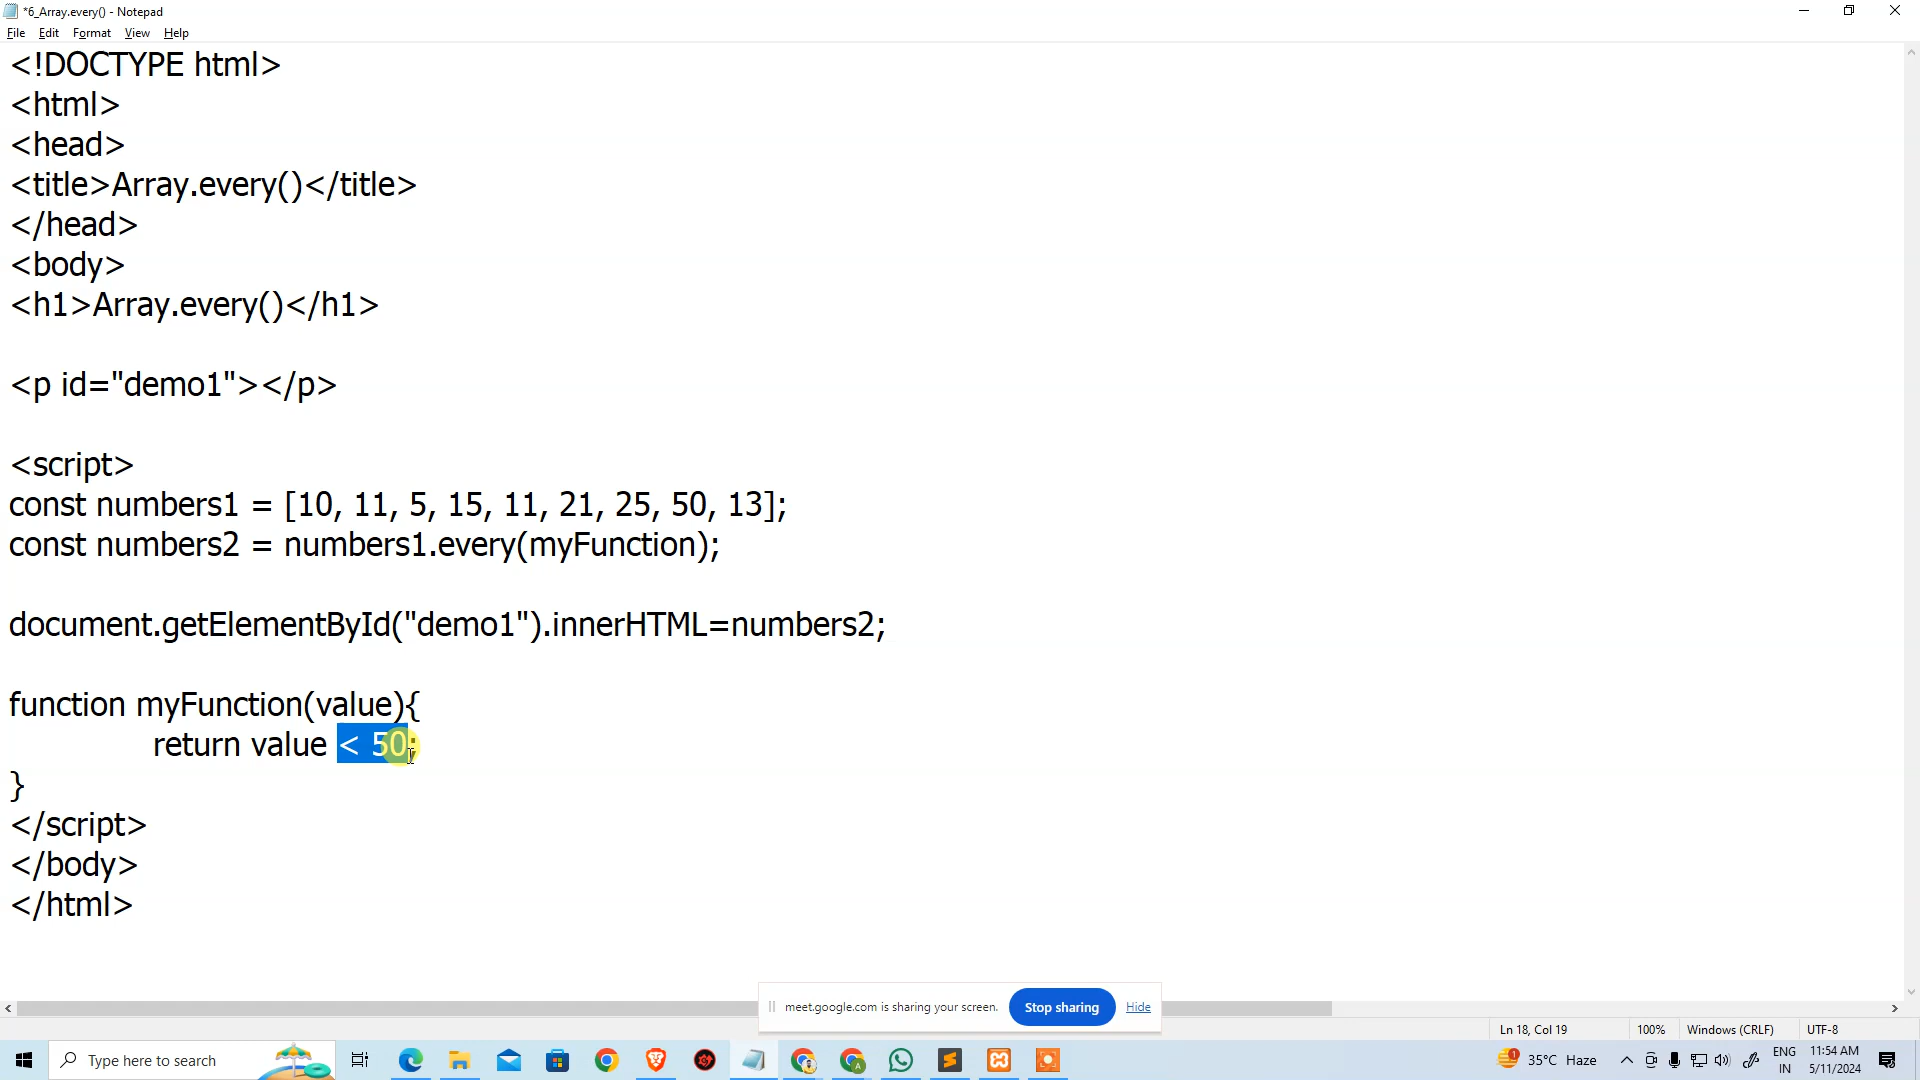 *6_Array.every() - Notepad
File Edit Format View Help
<!DOCTYPE html>
<html>
<head>
<title>Array.every()</title>
</head>
<body>
<h1>Array.every()</h1>
<p id="demo1"></p>
<script>
const numbers1 = [10, 11, 5, 15, 11, 21, 25, 50, 13];
const numbers2 = numbers1.every(myFunction);
document.getElementById("demo1").innerHTML=numbers2;
function myFunction(value){
return value < 50;
}
</script>
</body>
</html>
meet.google.com is sharing your screen. Stop sharing Hide
Ln 18, Col 19 100% Windows (CRLF) UTF-8
Type here to search
1 35°C Haze
ENG
IN
11:54 AM
5/11/2024